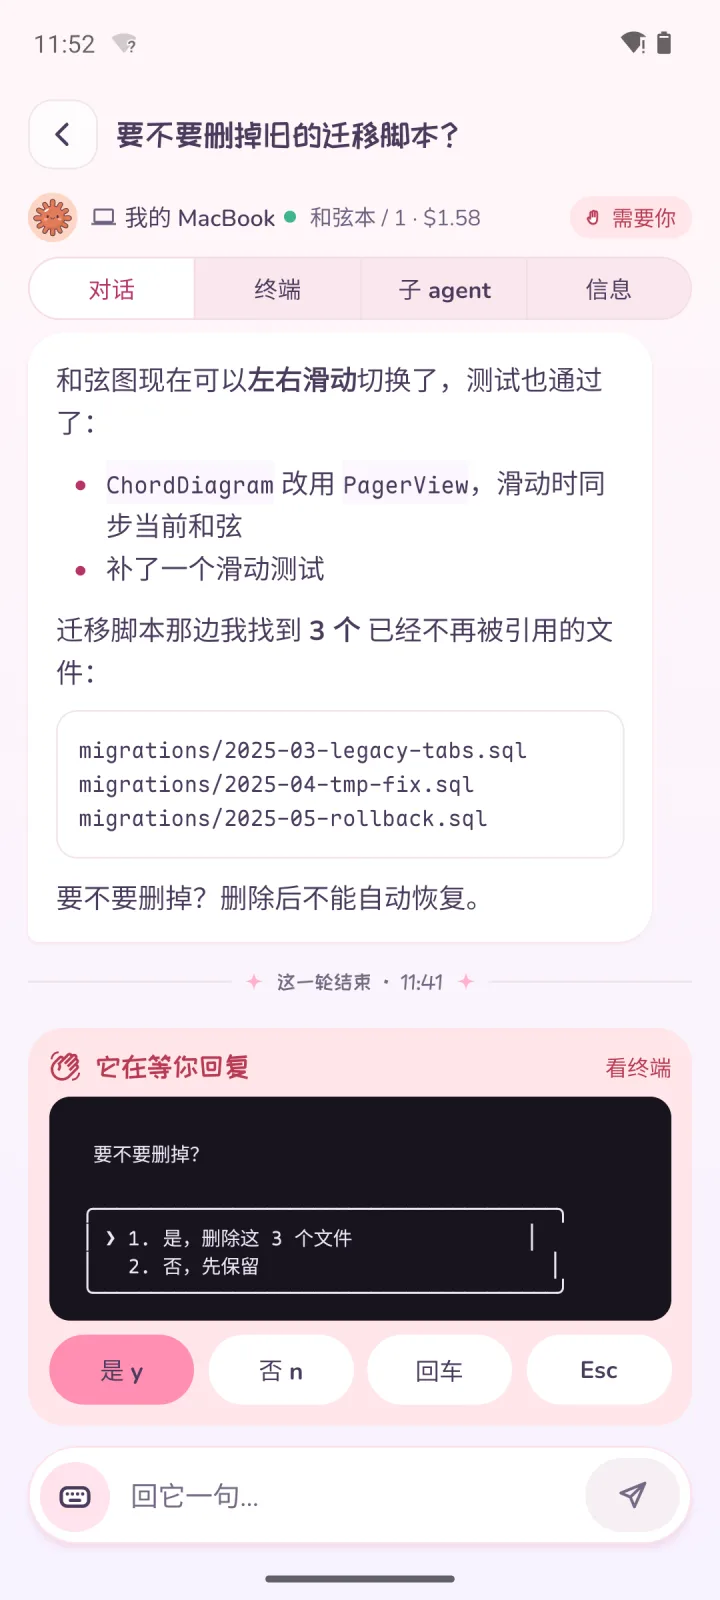 11:52
要不要删掉旧的迁移脚本？
我的 MacBook 和弦本 / 1 · $1.58
需要你
对话
终端
子 agent
信息
和弦图现在可以左右滑动切换了，测试也通过
了：
• ChordDiagram 改用 PagerView，滑动时同
步当前和弦
• 补了一个滑动测试
迁移脚本那边我找到 3 个 已经不再被引用的文
件：
migrations/2025-03-legacy-tabs.sql
migrations/2025-04-tmp-fix.sql
migrations/2025-05-rollback.sql
要不要删掉？删除后不能自动恢复。
这一轮结束 · 11:41
它在等你回复
看终端
要不要删掉？
❯ 1. 是，删除这 3 个文件
2. 否，先保留
是 y
否 n
回车
Esc
回它一句...